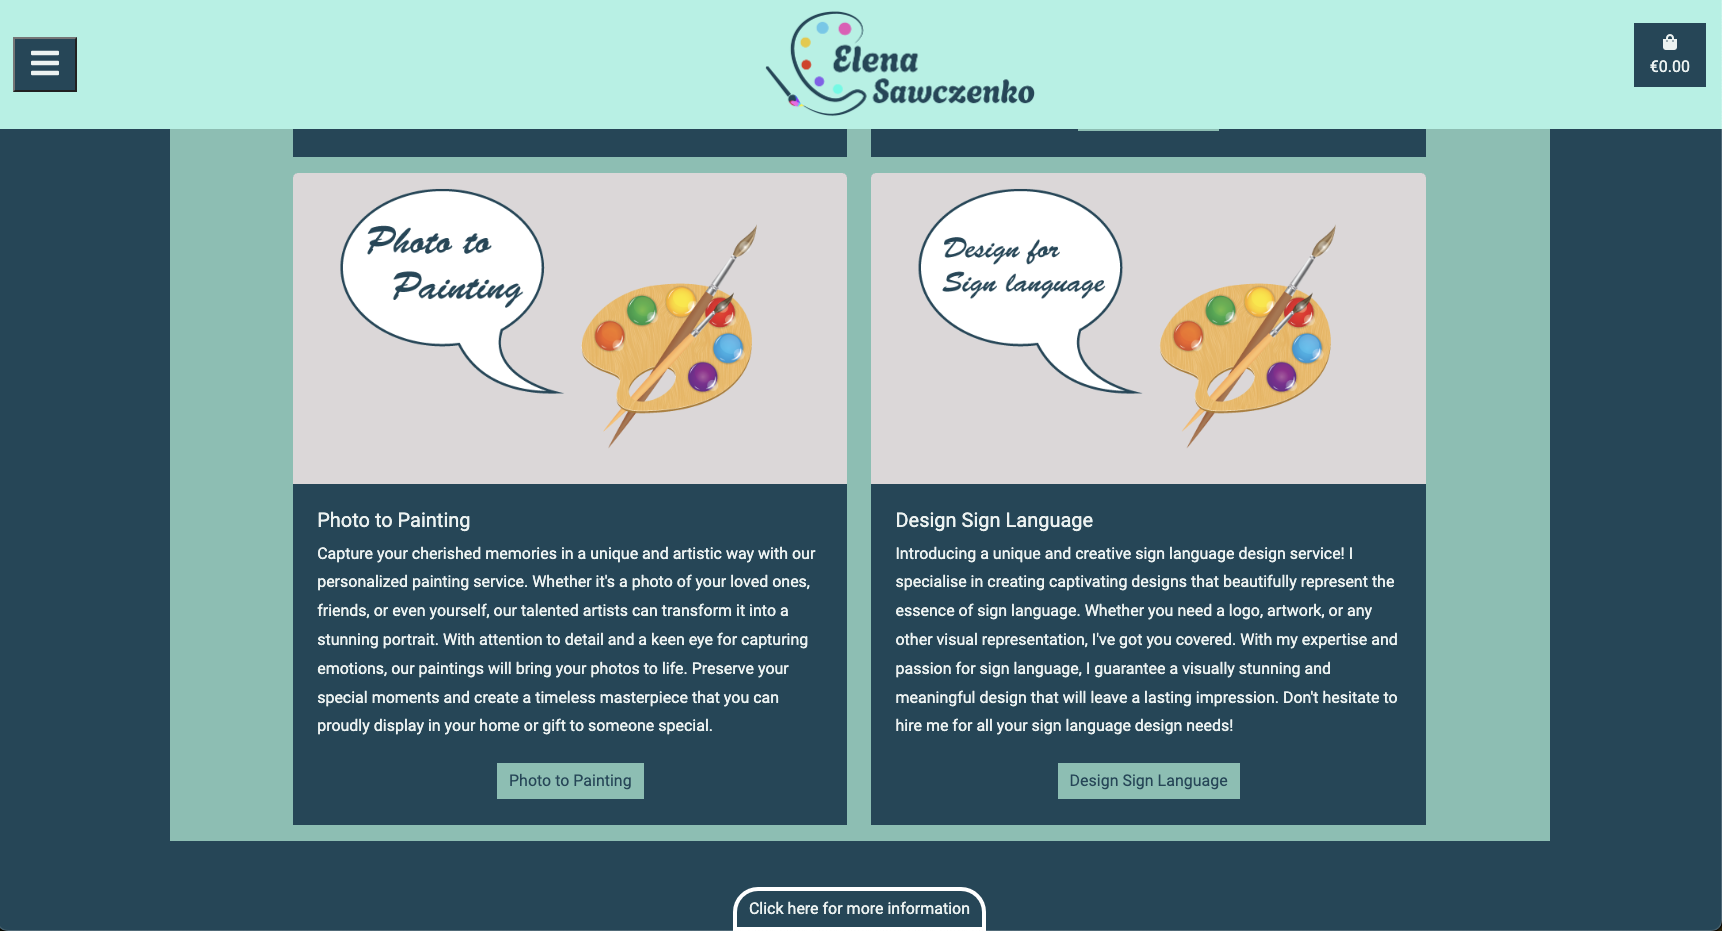 Elena
Sawczenko
€0.00
Photo to
Painting
Design for
Sign language
Photo to Painting
Capture your cherished memories in a unique and artistic way with our
personalized painting service. Whether it's a photo of your loved ones,
friends, or even yourself, our talented artists can transform it into a
stunning portrait. With attention to detail and a keen eye for capturing
emotions, our paintings will bring your photos to life. Preserve your
special moments and create a timeless masterpiece that you can
proudly display in your home or gift to someone special.
Photo to Painting
Design Sign Language
Introducing a unique and creative sign language design service! I
specialise in creating captivating designs that beautifully represent the
essence of sign language. Whether you need a logo, artwork, or any
other visual representation, I've got you covered. With my expertise and
passion for sign language, I guarantee a visually stunning and
meaningful design that will leave a lasting impression. Don't hesitate to
hire me for all your sign language design needs!
Design Sign Language
Click here for more information